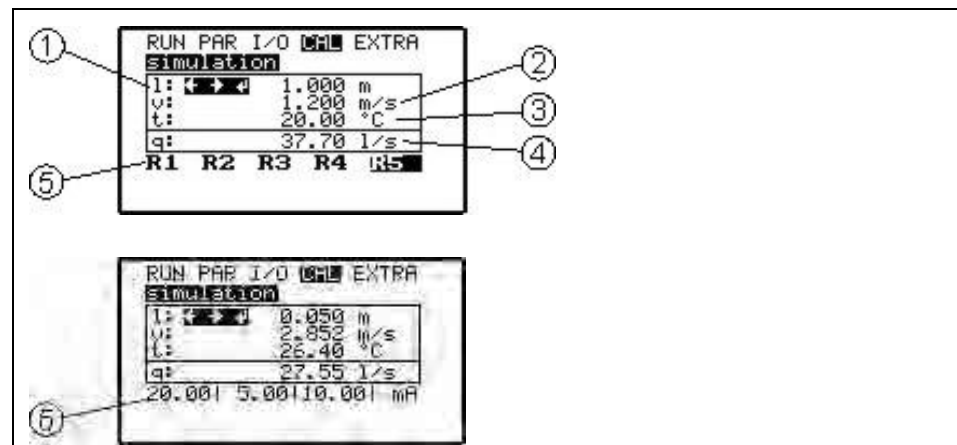 RUN PAR I/O CAL EXTRA
simulation
1
l: 1.000 m
v: 1.200 m/s
2
t: 20.00 °C
3
q: 37.70 l/s
4
R1 R2 R3 R4 R5
5
RUN PAR I/O CAL EXTRA
simulation
l: 0.050 m
v: 2.852 m/s
t: 26.40 °C
q: 27.55 l/s
20.00| 5.00|10.00| mA
6